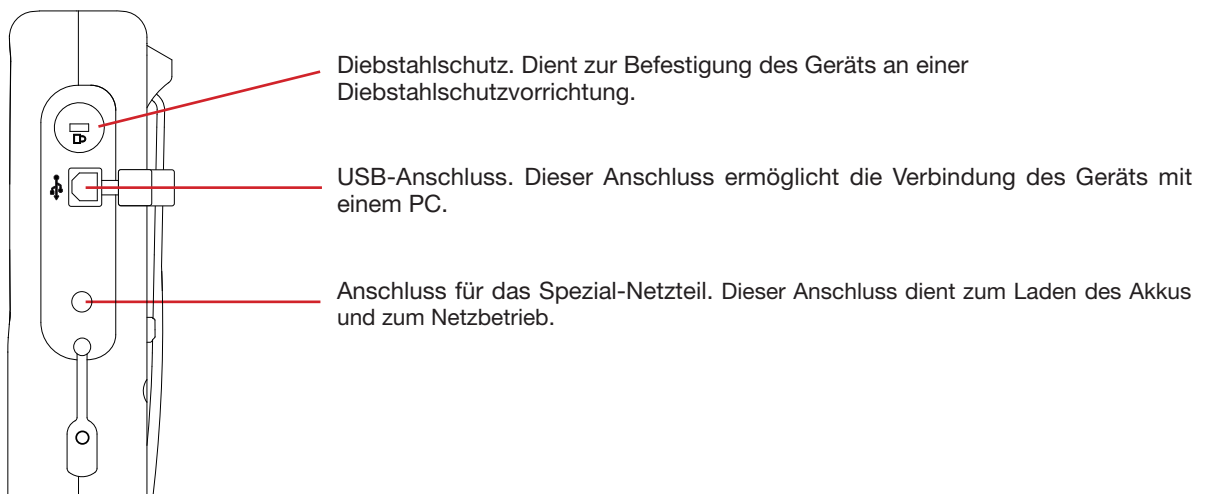 Diebstahlschutz. Dient zur Befestigung des Geräts an einer
Diebstahlschutzvorrichtung.
USB-Anschluss. Dieser Anschluss ermöglicht die Verbindung des Geräts mit
einem PC.
Anschluss für das Spezial-Netzteil. Dieser Anschluss dient zum Laden des Akkus
und zum Netzbetrieb.